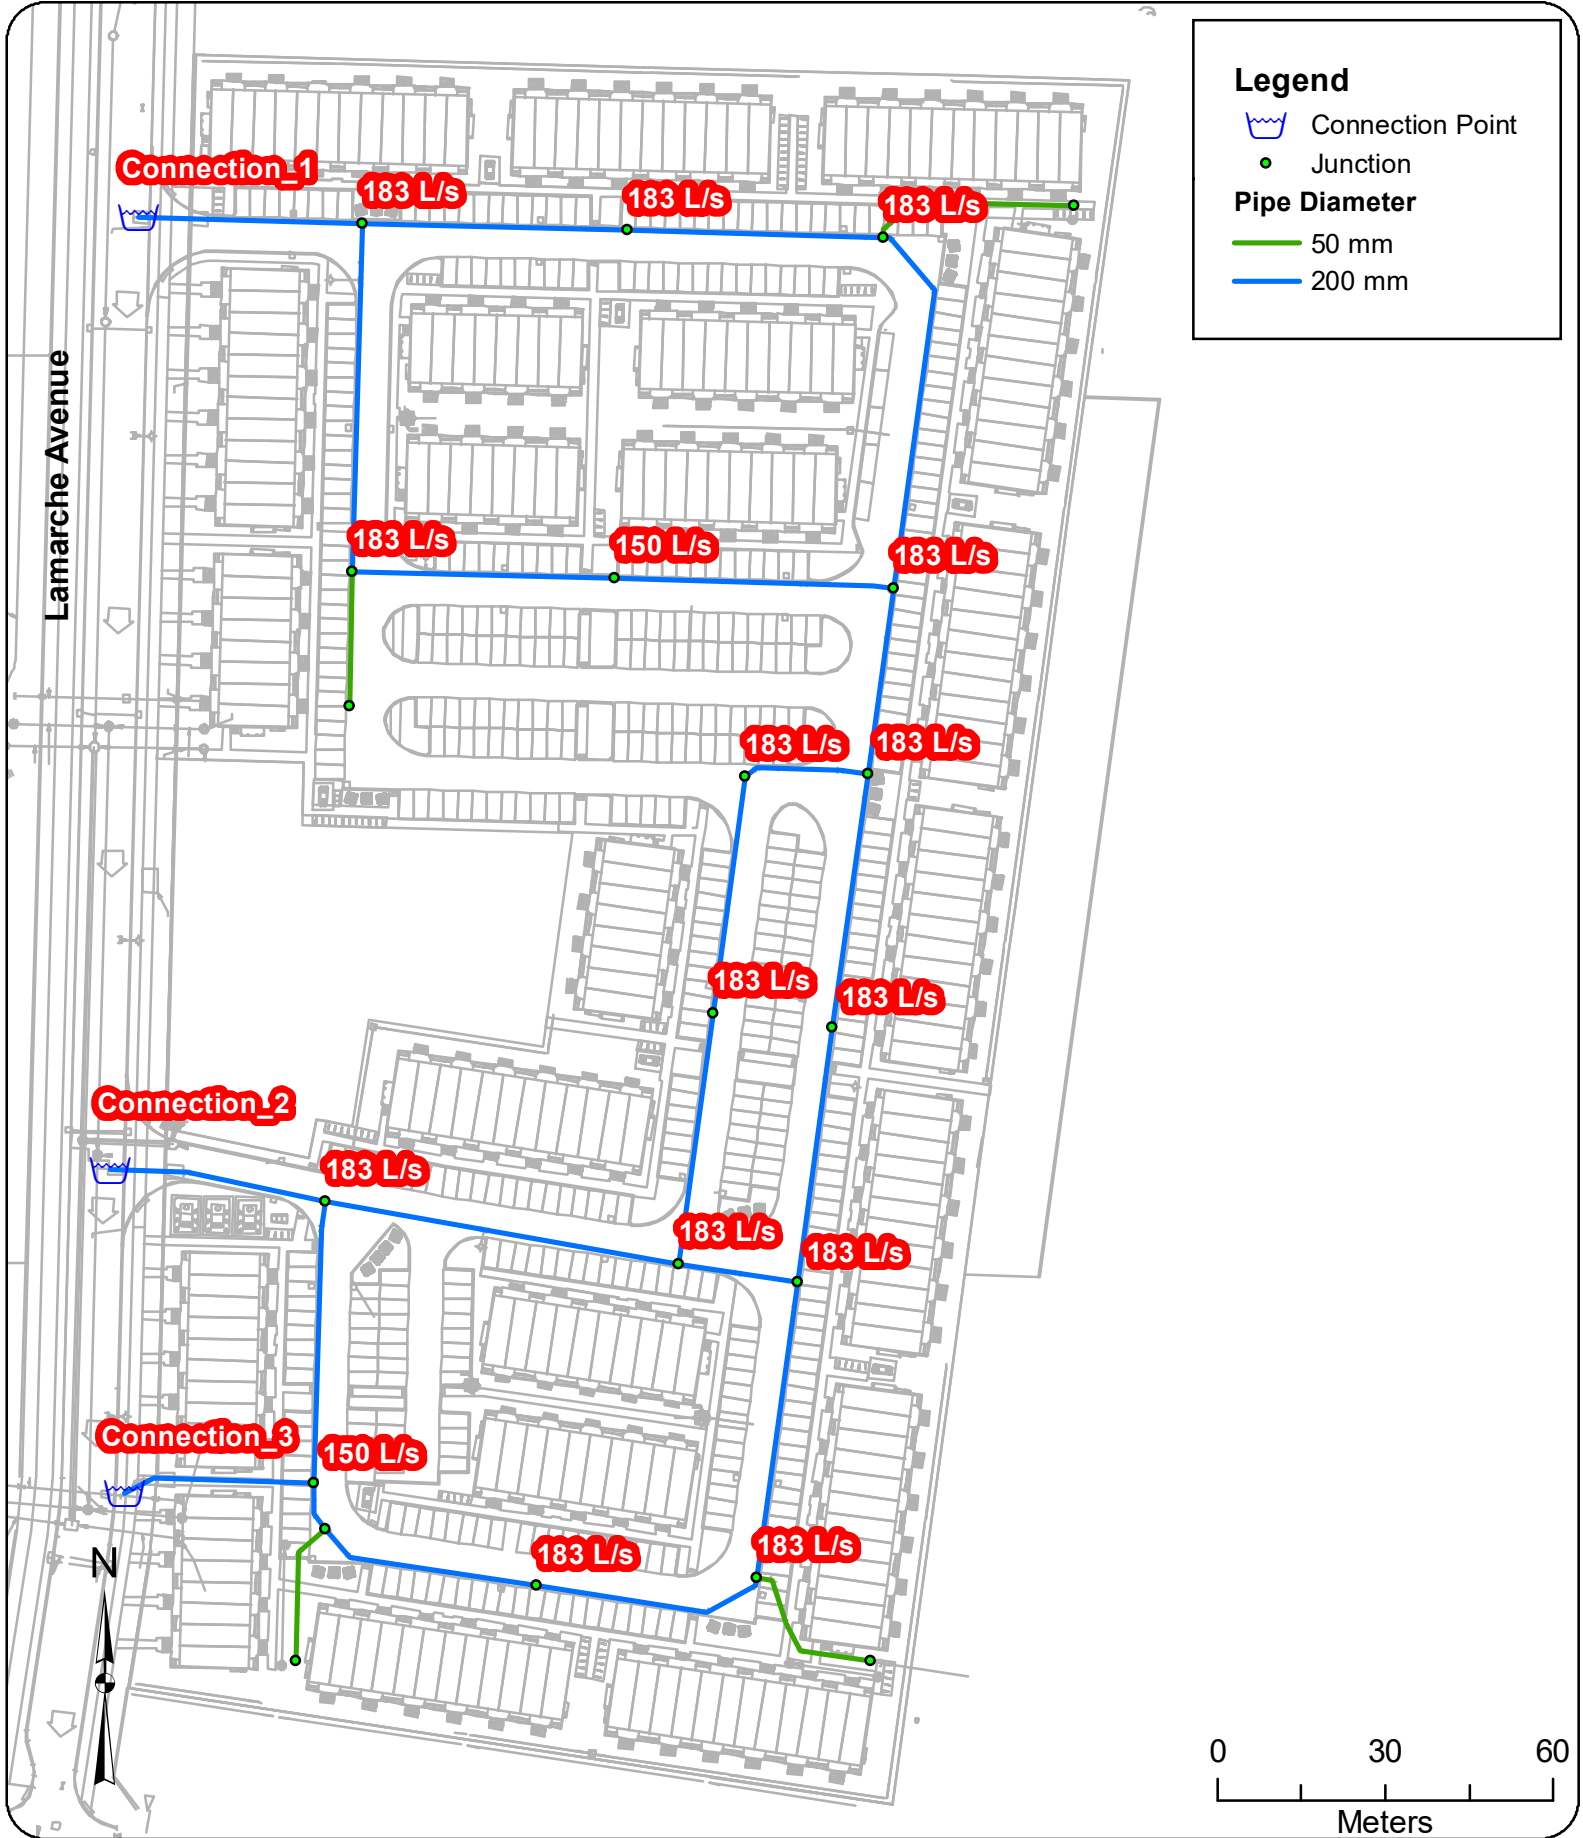 Legend
Connection Point
Junction
Pipe Diameter
50 mm
200 mm
Connection_1
183 L/s
183 L/s
183 L/s
Lamarche Avenue
183 L/s
150 L/s
183 L/s
183 L/s
183 L/s
183 L/s
183 L/s
Connection_2
183 L/s
183 L/s
183 L/s
Connection_3
150 L/s
183 L/s
183 L/s
N
0 30 60
Meters